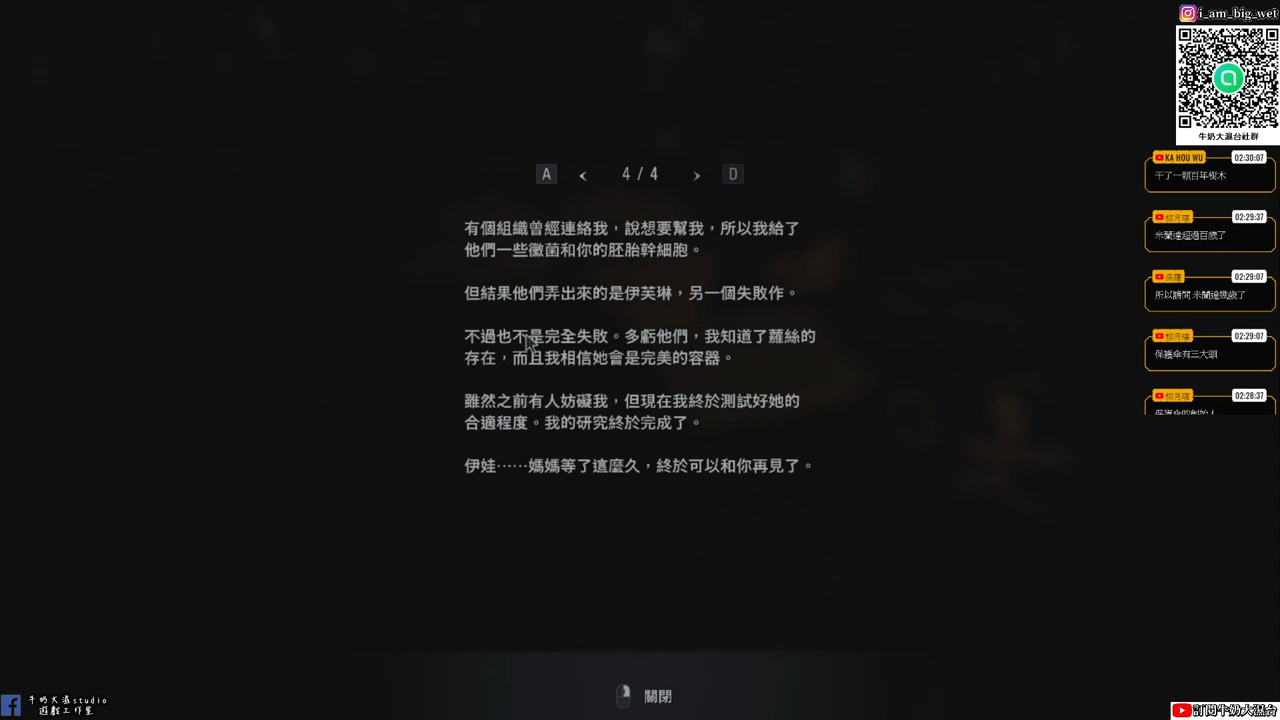 i_am_big_wet
牛奶大濕台社群
A
4 / 4
D
有個組織曾經連絡我，說想要幫我，所以我給了
他們一些黴菌和你的胚胎幹細胞。
但結果他們弄出來的是伊芙琳，另一個失敗作。
不過也不是完全失敗。多虧他們，我知道了蘿絲的
存在，而且我相信她會是完美的容器。
雖然之前有人妨礙我，但現在我終於測試好她的
合適程度。我的研究終於完成了。
伊娃……媽媽等了這麼久，終於可以和你再見了。
關閉
KA HOU WU
02:30:07
干了一顆百年樹木
02:29:37
米蘭達經過百歲了
02:29:07
所以請問 米蘭達幾歲了
02:29:07
保護傘有三大頭
02:28:37
牛奶大濕studio
遊戲工作室
訂閱牛奶大濕台